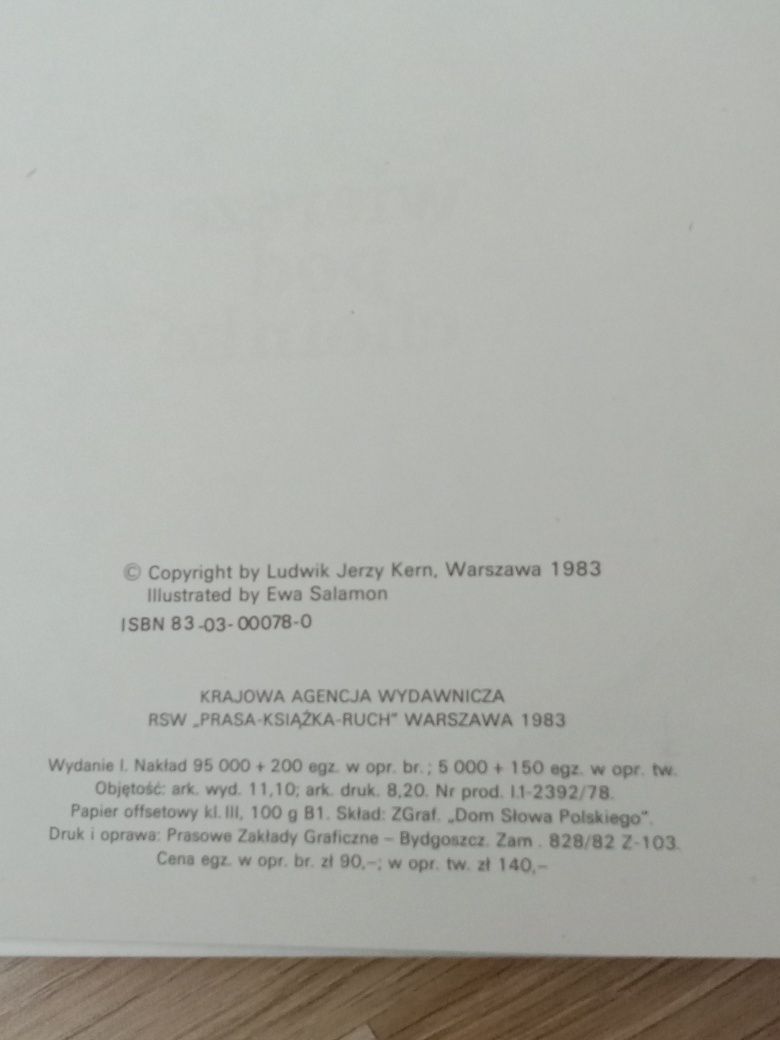 © Copyright by Ludwik Jerzy Kern, Warszawa 1983
Illustrated by Ewa Salamon
ISBN 83-03-00078-0
KRAJOWA AGENCJA WYDAWNICZA
RSW „PRASA-KSIĄŻKA-RUCH" WARSZAWA 1983
Wydanie I. Nakład 95 000 + 200 egz. w opr. br.; 5 000 + 150 egz. w opr. tw.
Objętość: ark. wyd. 11,10; ark. druk. 8,20. Nr prod. I.1-2392/78.
Papier offsetowy kl. III, 100 g B1. Skład: ZGraf. „Dom Słowa Polskiego".
Druk i oprawa: Prasowe Zakłady Graficzne – Bydgoszcz. Zam. 828/82 Z-103.
Cena egz. w opr. br. zł 90,–; w opr. tw. zł 140,–